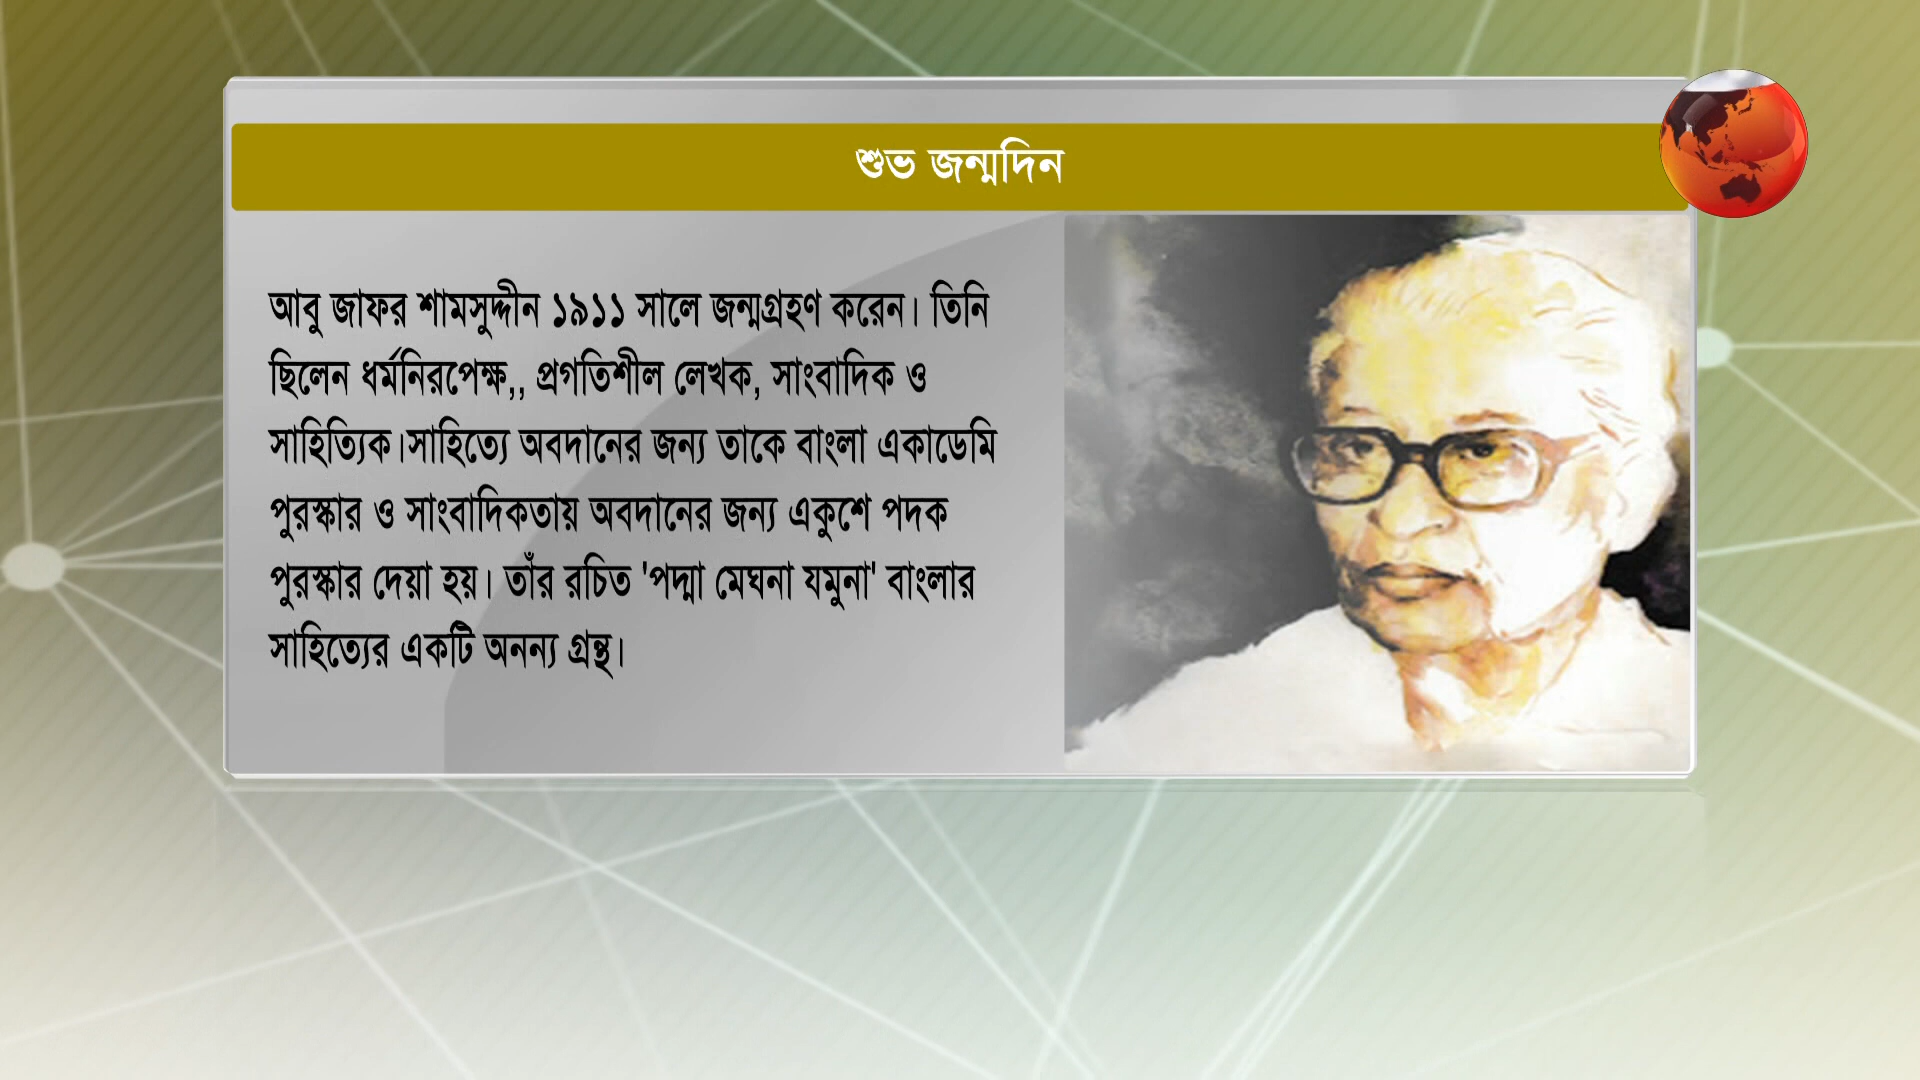 শুভ জন্মদিন
আবু জাফর শামসুদ্দীন ১৯১১ সালে জন্মগ্রহণ করেন। তিনি
ছিলেন ধর্মনিরপেক্ষ,, প্রগতিশীল লেখক, সাংবাদিক ও
সাহিত্যিক।সাহিত্যে অবদানের জন্য তাকে বাংলা একাডেমি
পুরস্কার ও সাংবাদিকতায় অবদানের জন্য একুশে পদক
পুরস্কার দেয়া হয়। তাঁর রচিত 'পদ্মা মেঘনা যমুনা' বাংলার
সাহিত্যের একটি অনন্য গ্রন্থ।